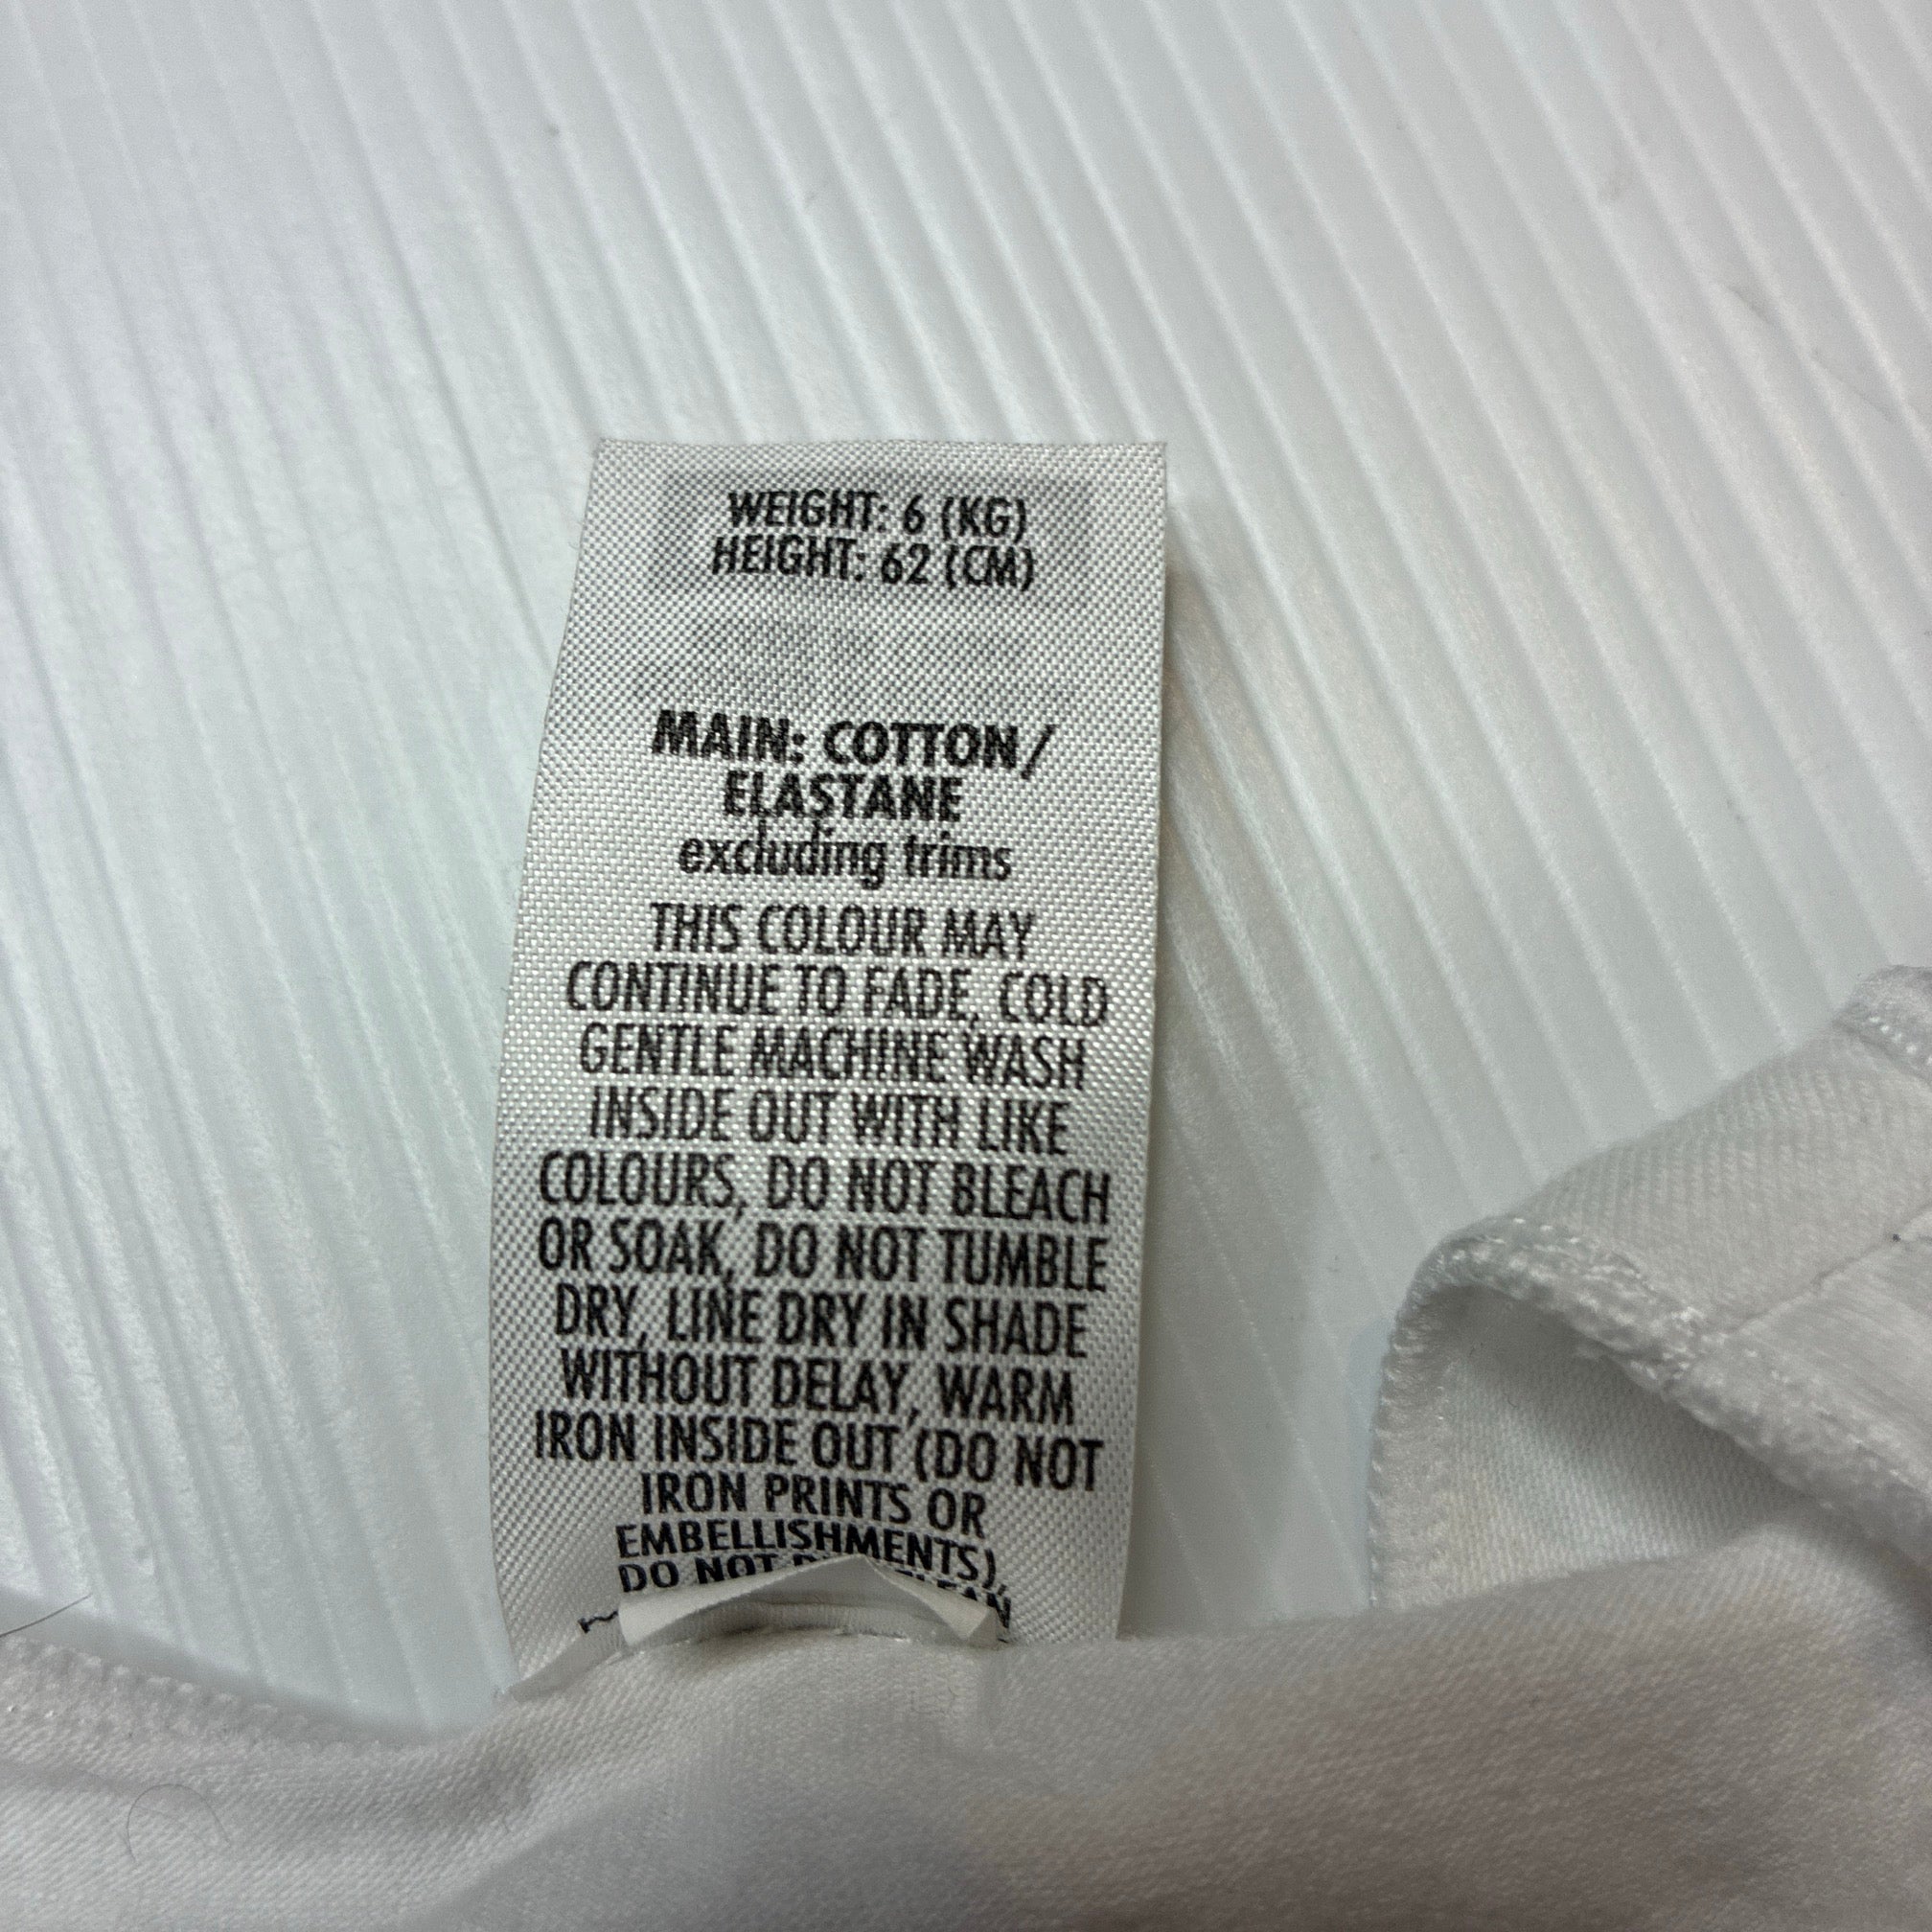 WEIGHT: 6 (KG)
HEIGHT: 62 (CM)
MAIN: COTTON/
ELASTANE
excluding trims
THIS COLOUR MAY
CONTINUE TO FADE, COLD
GENTLE MACHINE WASH
INSIDE OUT WITH LIKE
COLOURS, DO NOT BLEACH
OR SOAK, DO NOT TUMBLE
DRY, LINE DRY IN SHADE
WITHOUT DELAY, WARM
IRON INSIDE OUT (DO NOT
IRON PRINTS OR
EMBELLISHMENTS),
DO NOT